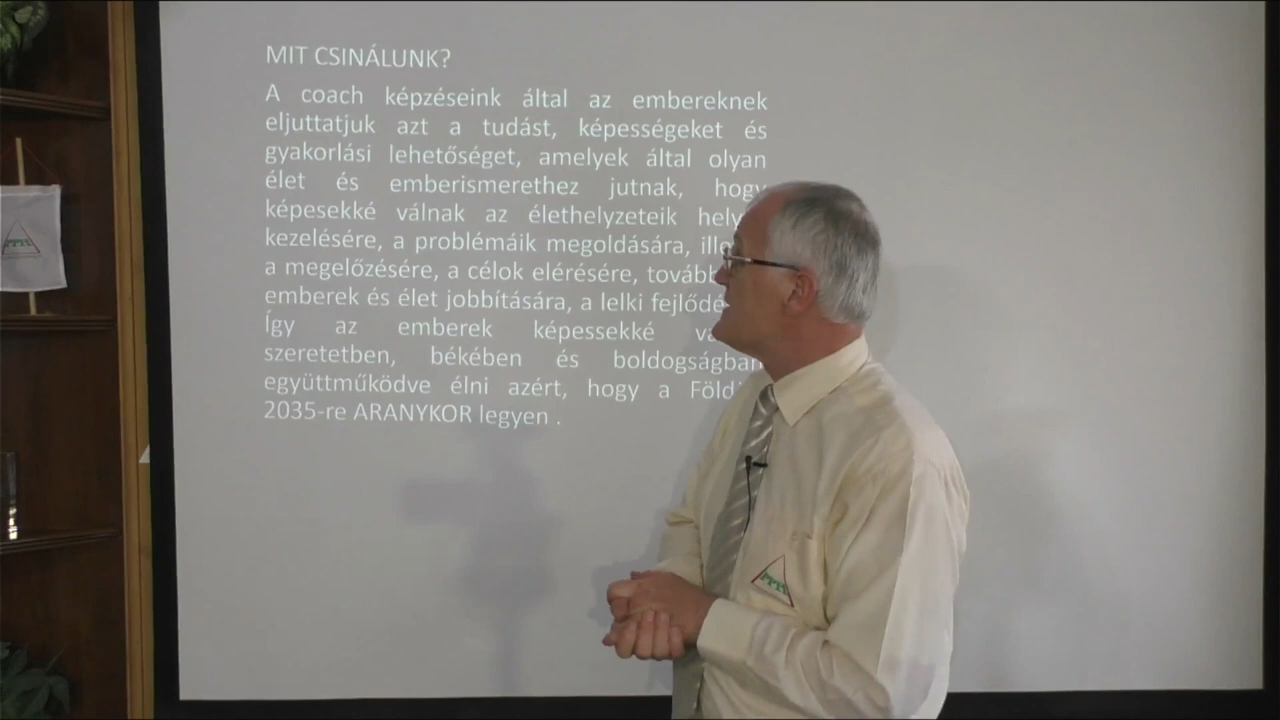 MIT CSINÁLUNK?
A coach képzéseink által az embereknek
eljuttatjuk azt a tudást, képességeket és
gyakorlási lehetőséget, amelyek által olyan
élet és emberismerethez jutnak, hogy
képesekké válnak az élethelyzeteik
kezelésére, a problémáik megoldására,
a megelőzésére, a célok elérésére,
emberek és élet jobbítására, a lelki
Így az emberek képessekké
szeretetben, békében és boldogságban
együttműködve élni azért, hogy a
2035-re ARANYKOR legyen .